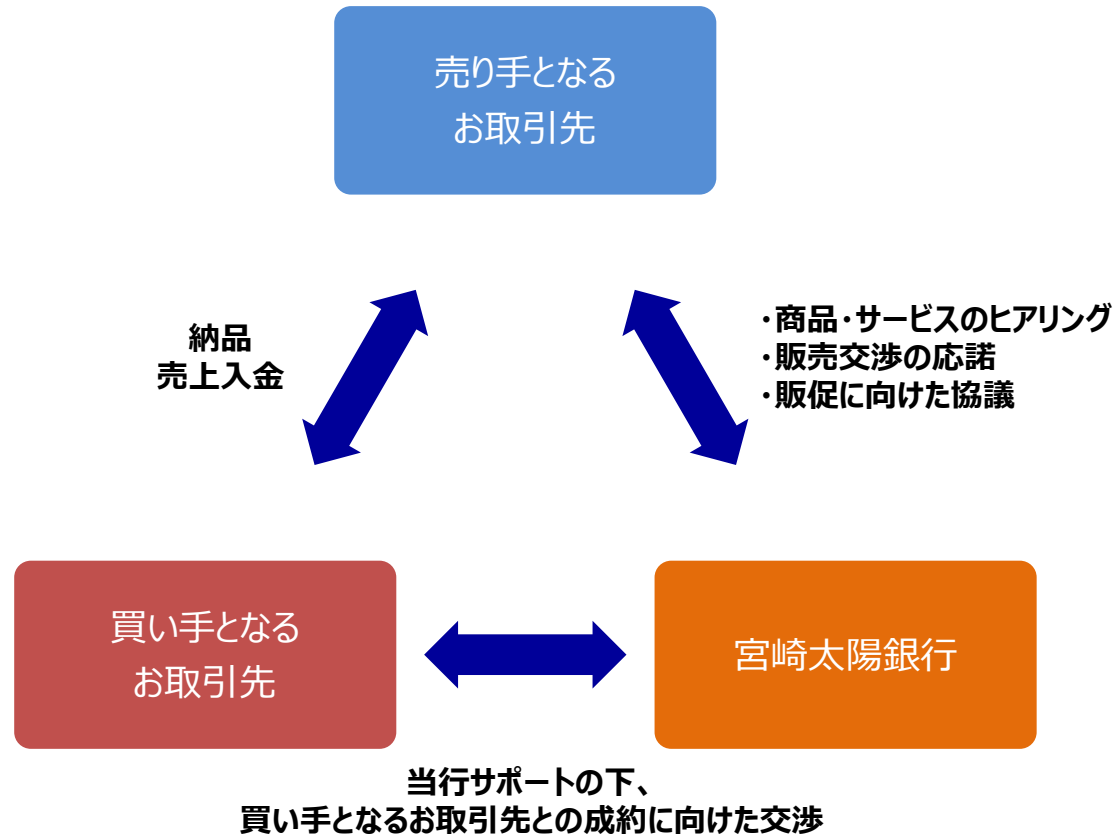 売り手となる
お取引先
納品
売上入金
・商品・サービスのヒアリング
・販売交渉の応諾
・販促に向けた協議
買い手となる
お取引先
宮崎太陽銀行
当行サポートの下、
買い手となるお取引先との成約に向けた交渉